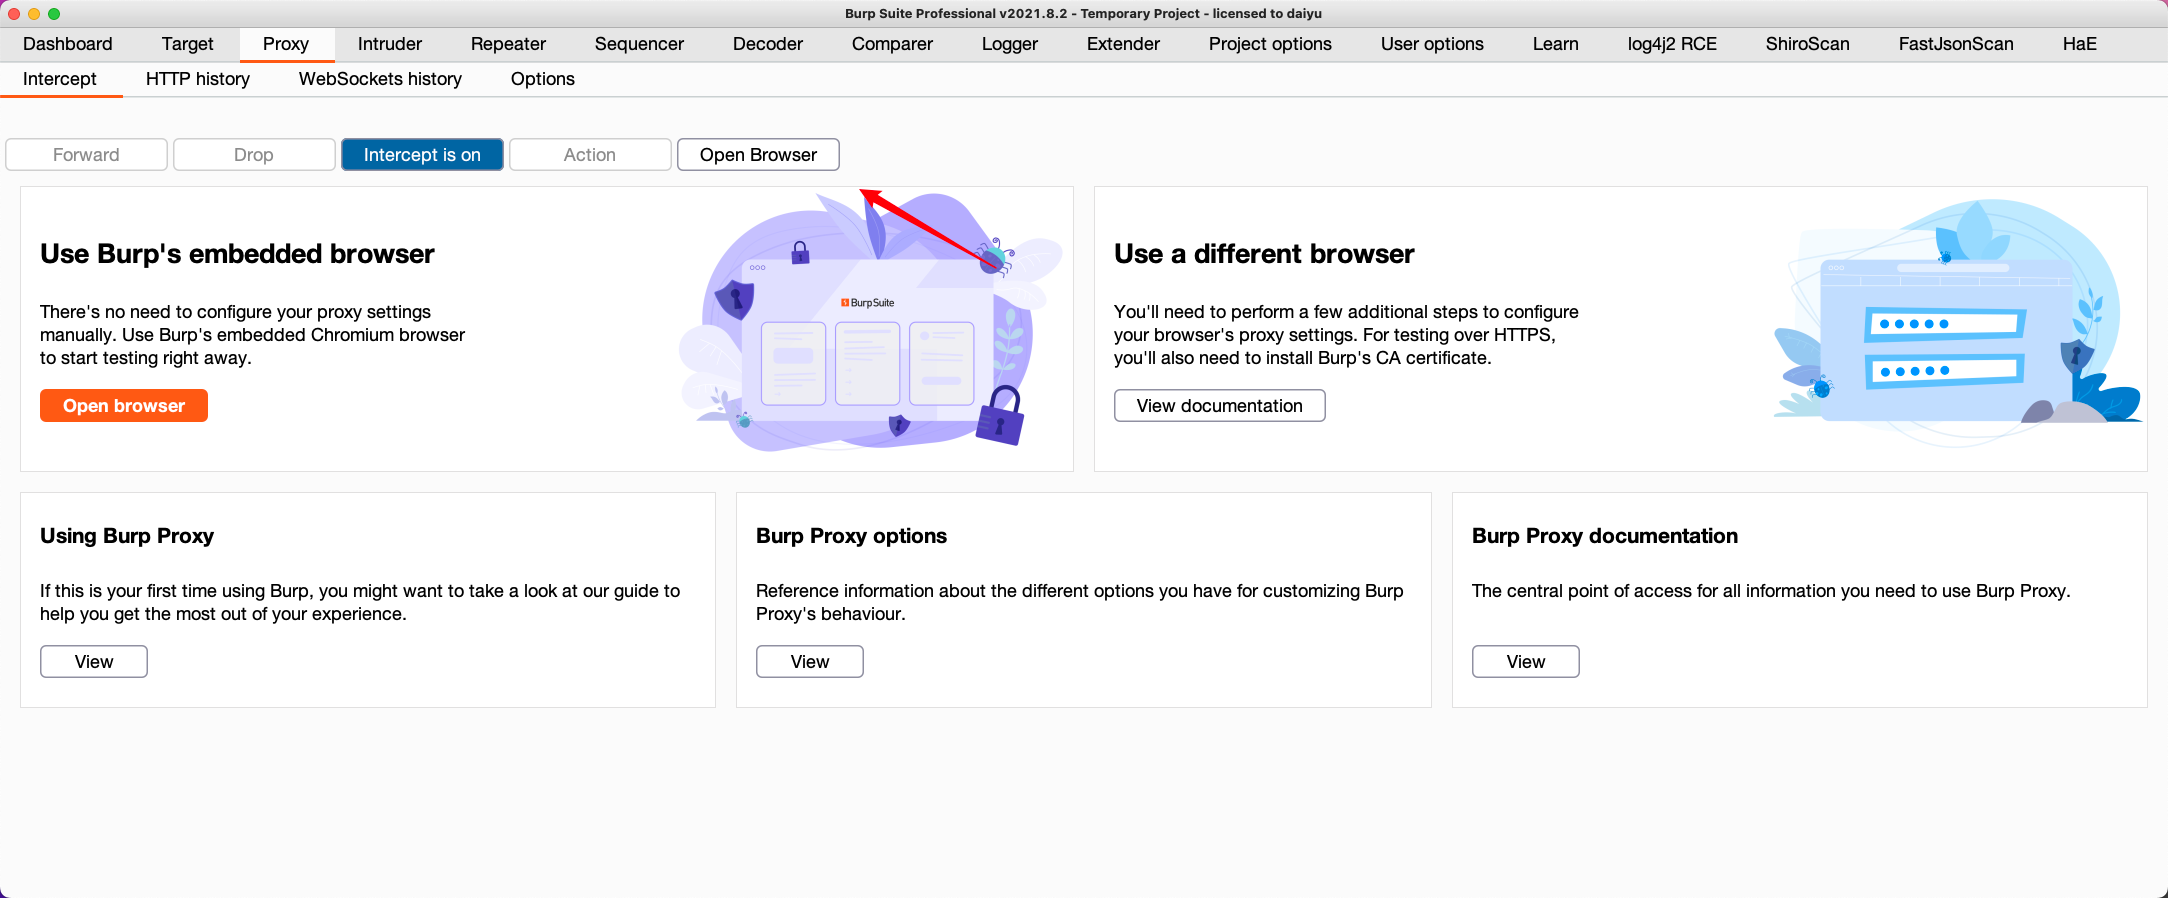 Burp Suite Professional v2021.8.2 - Temporary Project - licensed to daiyu
Dashboard Target Proxy Intruder Repeater Sequencer Decoder Comparer Logger Extender Project options User options Learn log4j2 RCE ShiroScan FastJsonScan HaE
Intercept HTTP history WebSockets history Options
Forward Drop Intercept is on Action Open Browser
Use Burp's embedded browser
There's no need to configure your proxy settings
manually. Use Burp's embedded Chromium browser
to start testing right away.
Open browser
Burp Suite
Use a different browser
You'll need to perform a few additional steps to configure
your browser's proxy settings. For testing over HTTPS,
you'll also need to install Burp's CA certificate.
View documentation
Using Burp Proxy
If this is your first time using Burp, you might want to take a look at our guide to
help you get the most out of your experience.
View
Burp Proxy options
Reference information about the different options you have for customizing Burp
Proxy's behaviour.
View
Burp Proxy documentation
The central point of access for all information you need to use Burp Proxy.
View